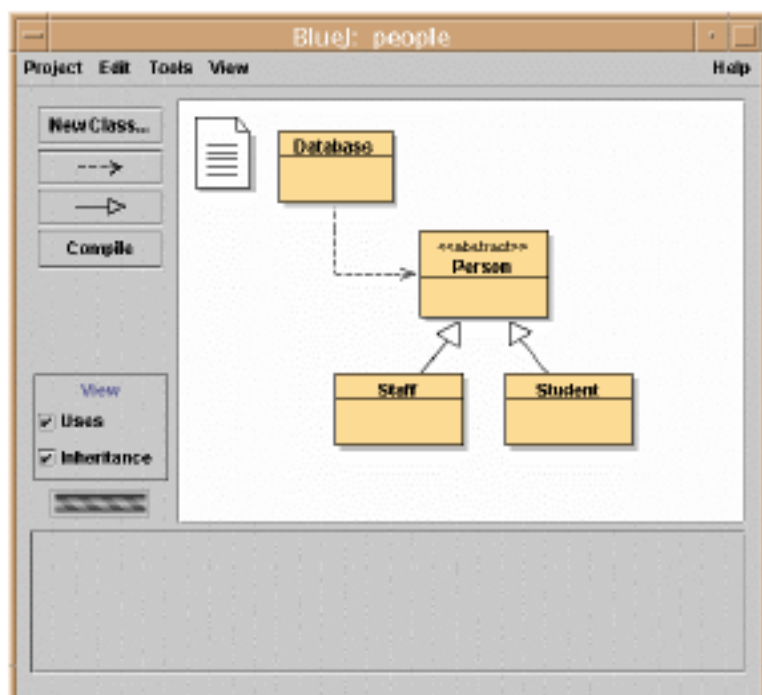 BlueJ: people
Project Edit Tools View Help
New Class...
Compile
Database
<<abstract>>
Person
Staff
Student
View
Uses
Inheritance